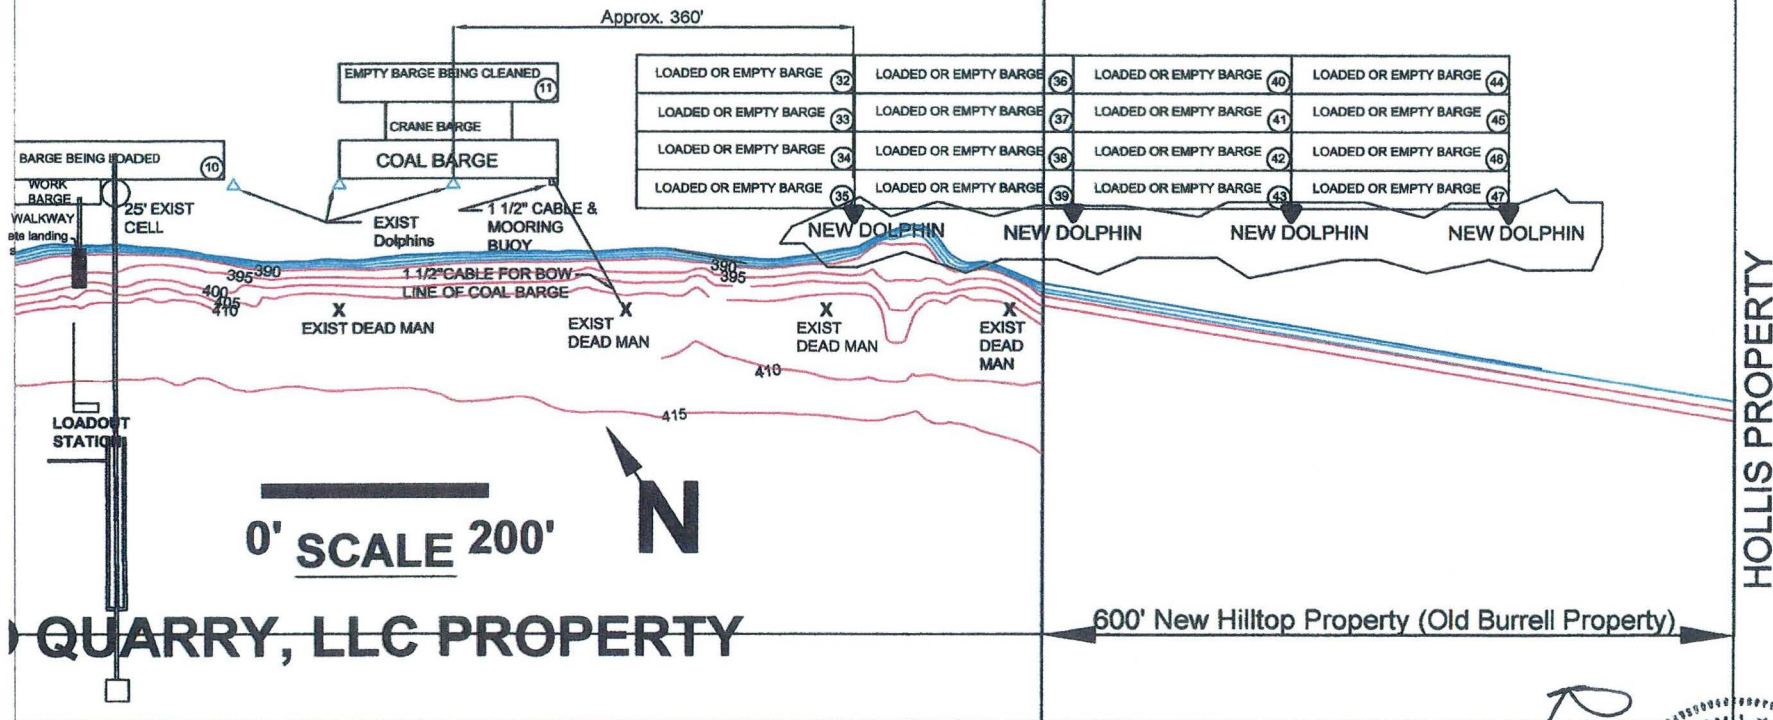 Approx. 360'
EMPTY BARGE BEING CLEANED
11
CRANE BARGE
COAL BARGE
BARGE BEING LOADED
10
WORK
BARGE
WALKWAY
landing
25' EXIST
CELL
EXIST
Dolphins
1 1/2" CABLE &
MOORING
BUOY
1 1/2"CABLE FOR BOW
LINE OF COAL BARGE
LOADED OR EMPTY BARGE 32
LOADED OR EMPTY BARGE 36
LOADED OR EMPTY BARGE 40
LOADED OR EMPTY BARGE 44
LOADED OR EMPTY BARGE 33
LOADED OR EMPTY BARGE 37
LOADED OR EMPTY BARGE 41
LOADED OR EMPTY BARGE 45
LOADED OR EMPTY BARGE 34
LOADED OR EMPTY BARGE 38
LOADED OR EMPTY BARGE 42
LOADED OR EMPTY BARGE 46
LOADED OR EMPTY BARGE 35
LOADED OR EMPTY BARGE 39
LOADED OR EMPTY BARGE 43
LOADED OR EMPTY BARGE 47
NEW DOLPHIN
NEW DOLPHIN
NEW DOLPHIN
NEW DOLPHIN
390
395
400
405
410
390
395
X
EXIST DEAD MAN
X
EXIST
DEAD MAN
X
EXIST
DEAD MAN
X
EXIST
DEAD
MAN
410
415
LOADOUT
STATION
0' SCALE 200'
N
QUARRY, LLC PROPERTY
600' New Hilltop Property (Old Burrell Property)
HOLLIS PROPERTY